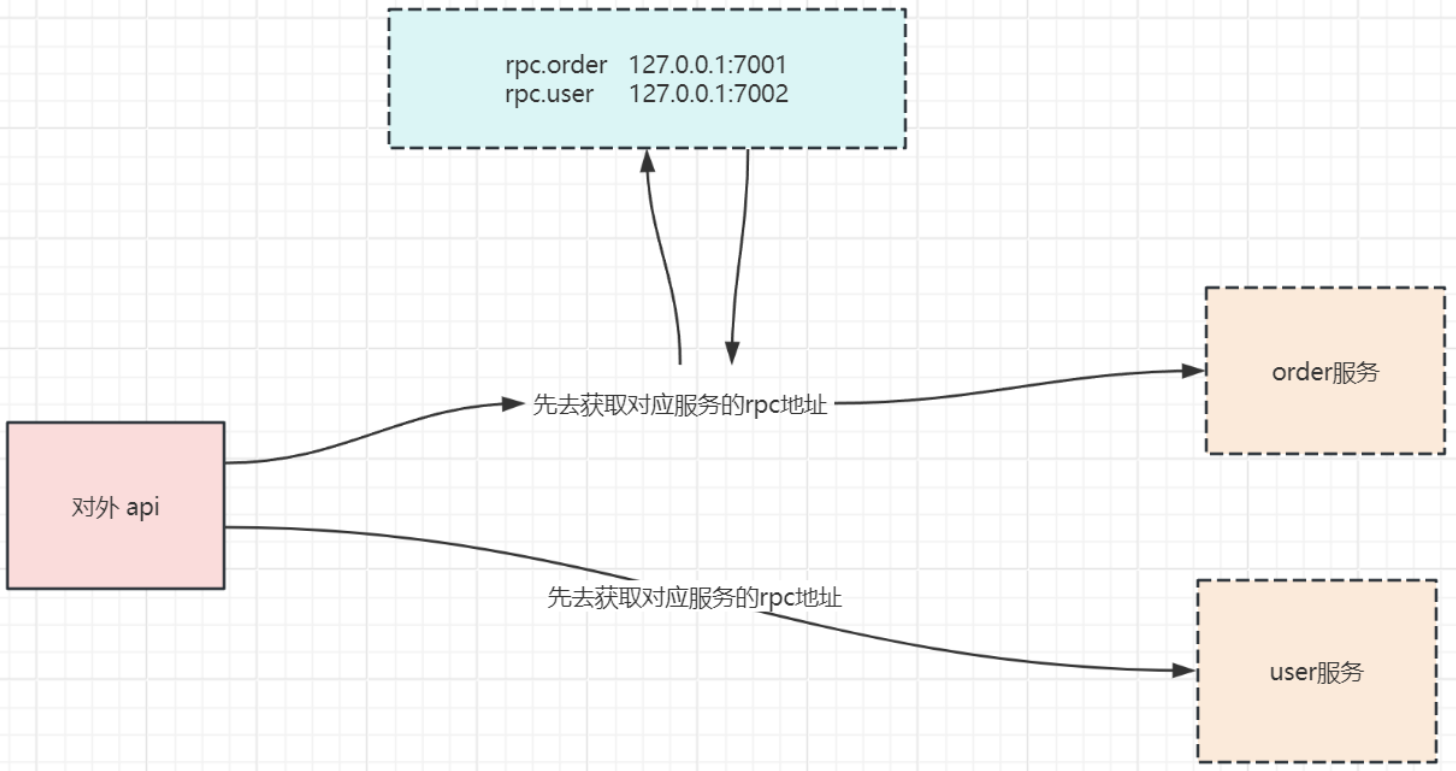 rpc.order 127.0.0.1:7001
rpc.user 127.0.0.1:7002
先去获取对应服务的rpc地址
order服务
对外 api
先去获取对应服务的rpc地址
user服务